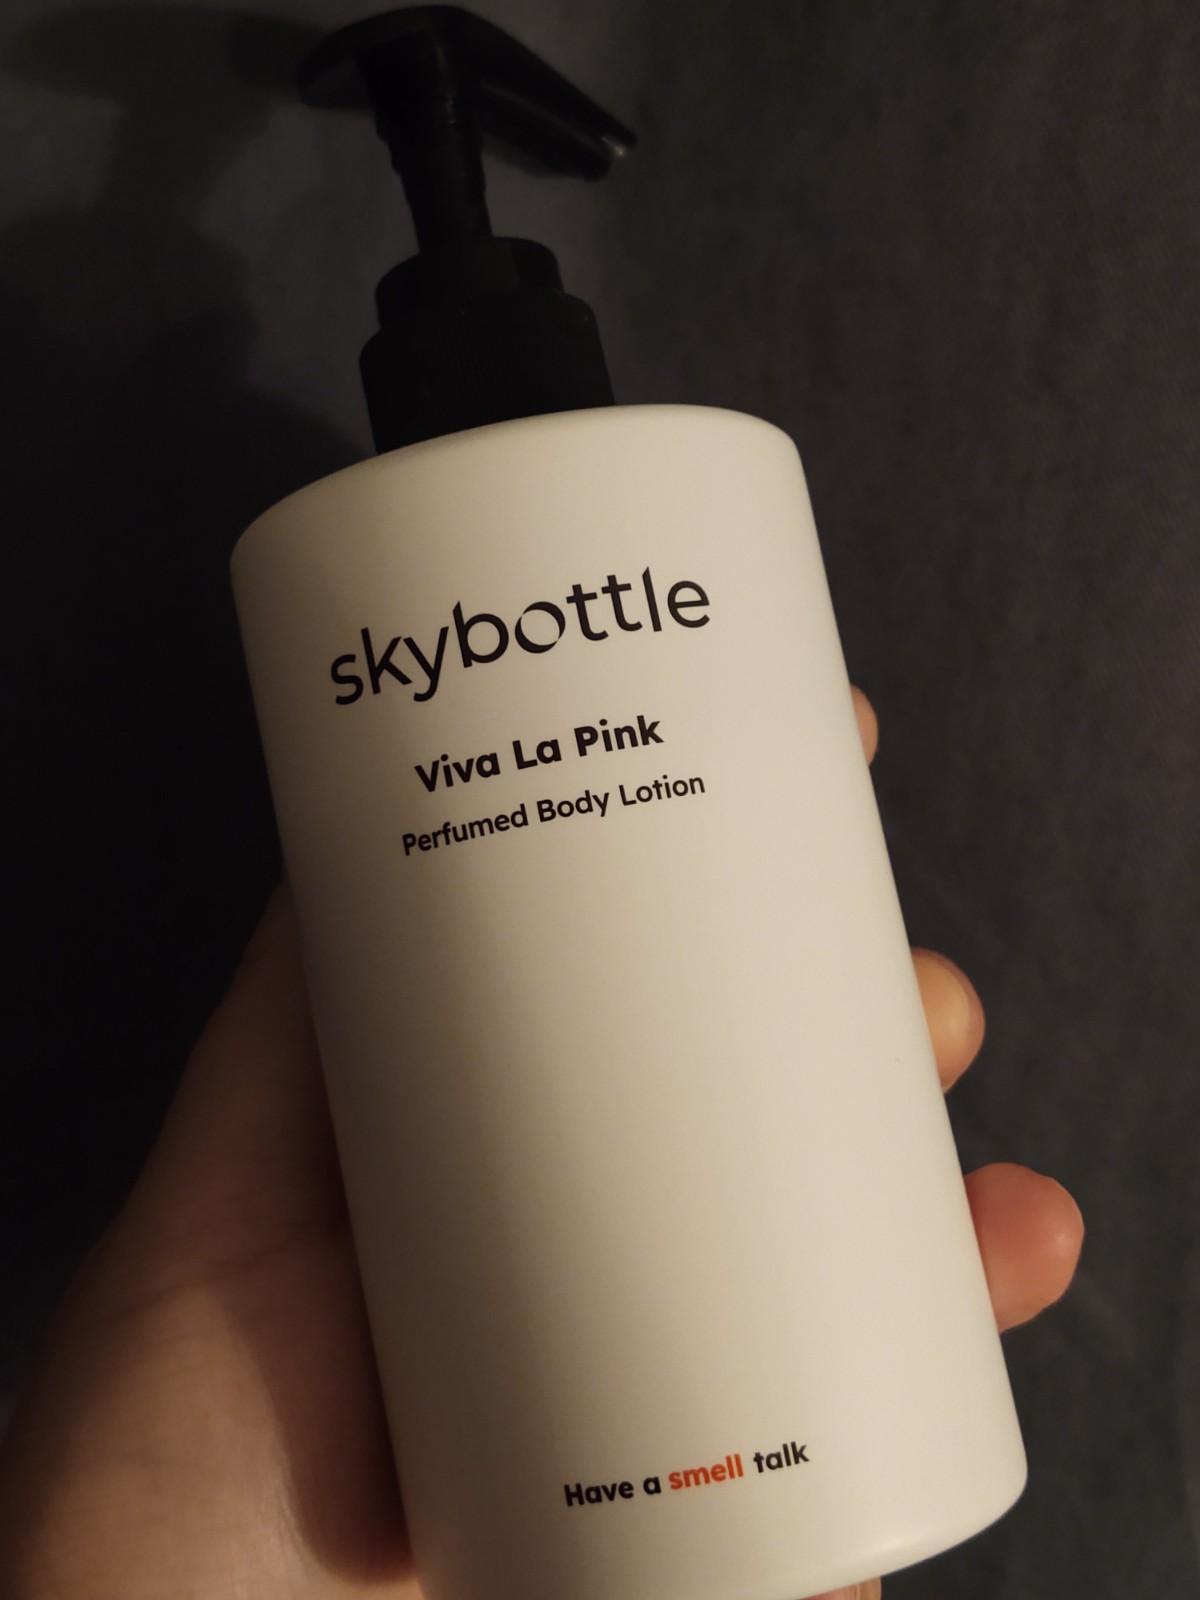 skybottle
Viva La Pink
Perfumed Body Lotion
Have a smell talk